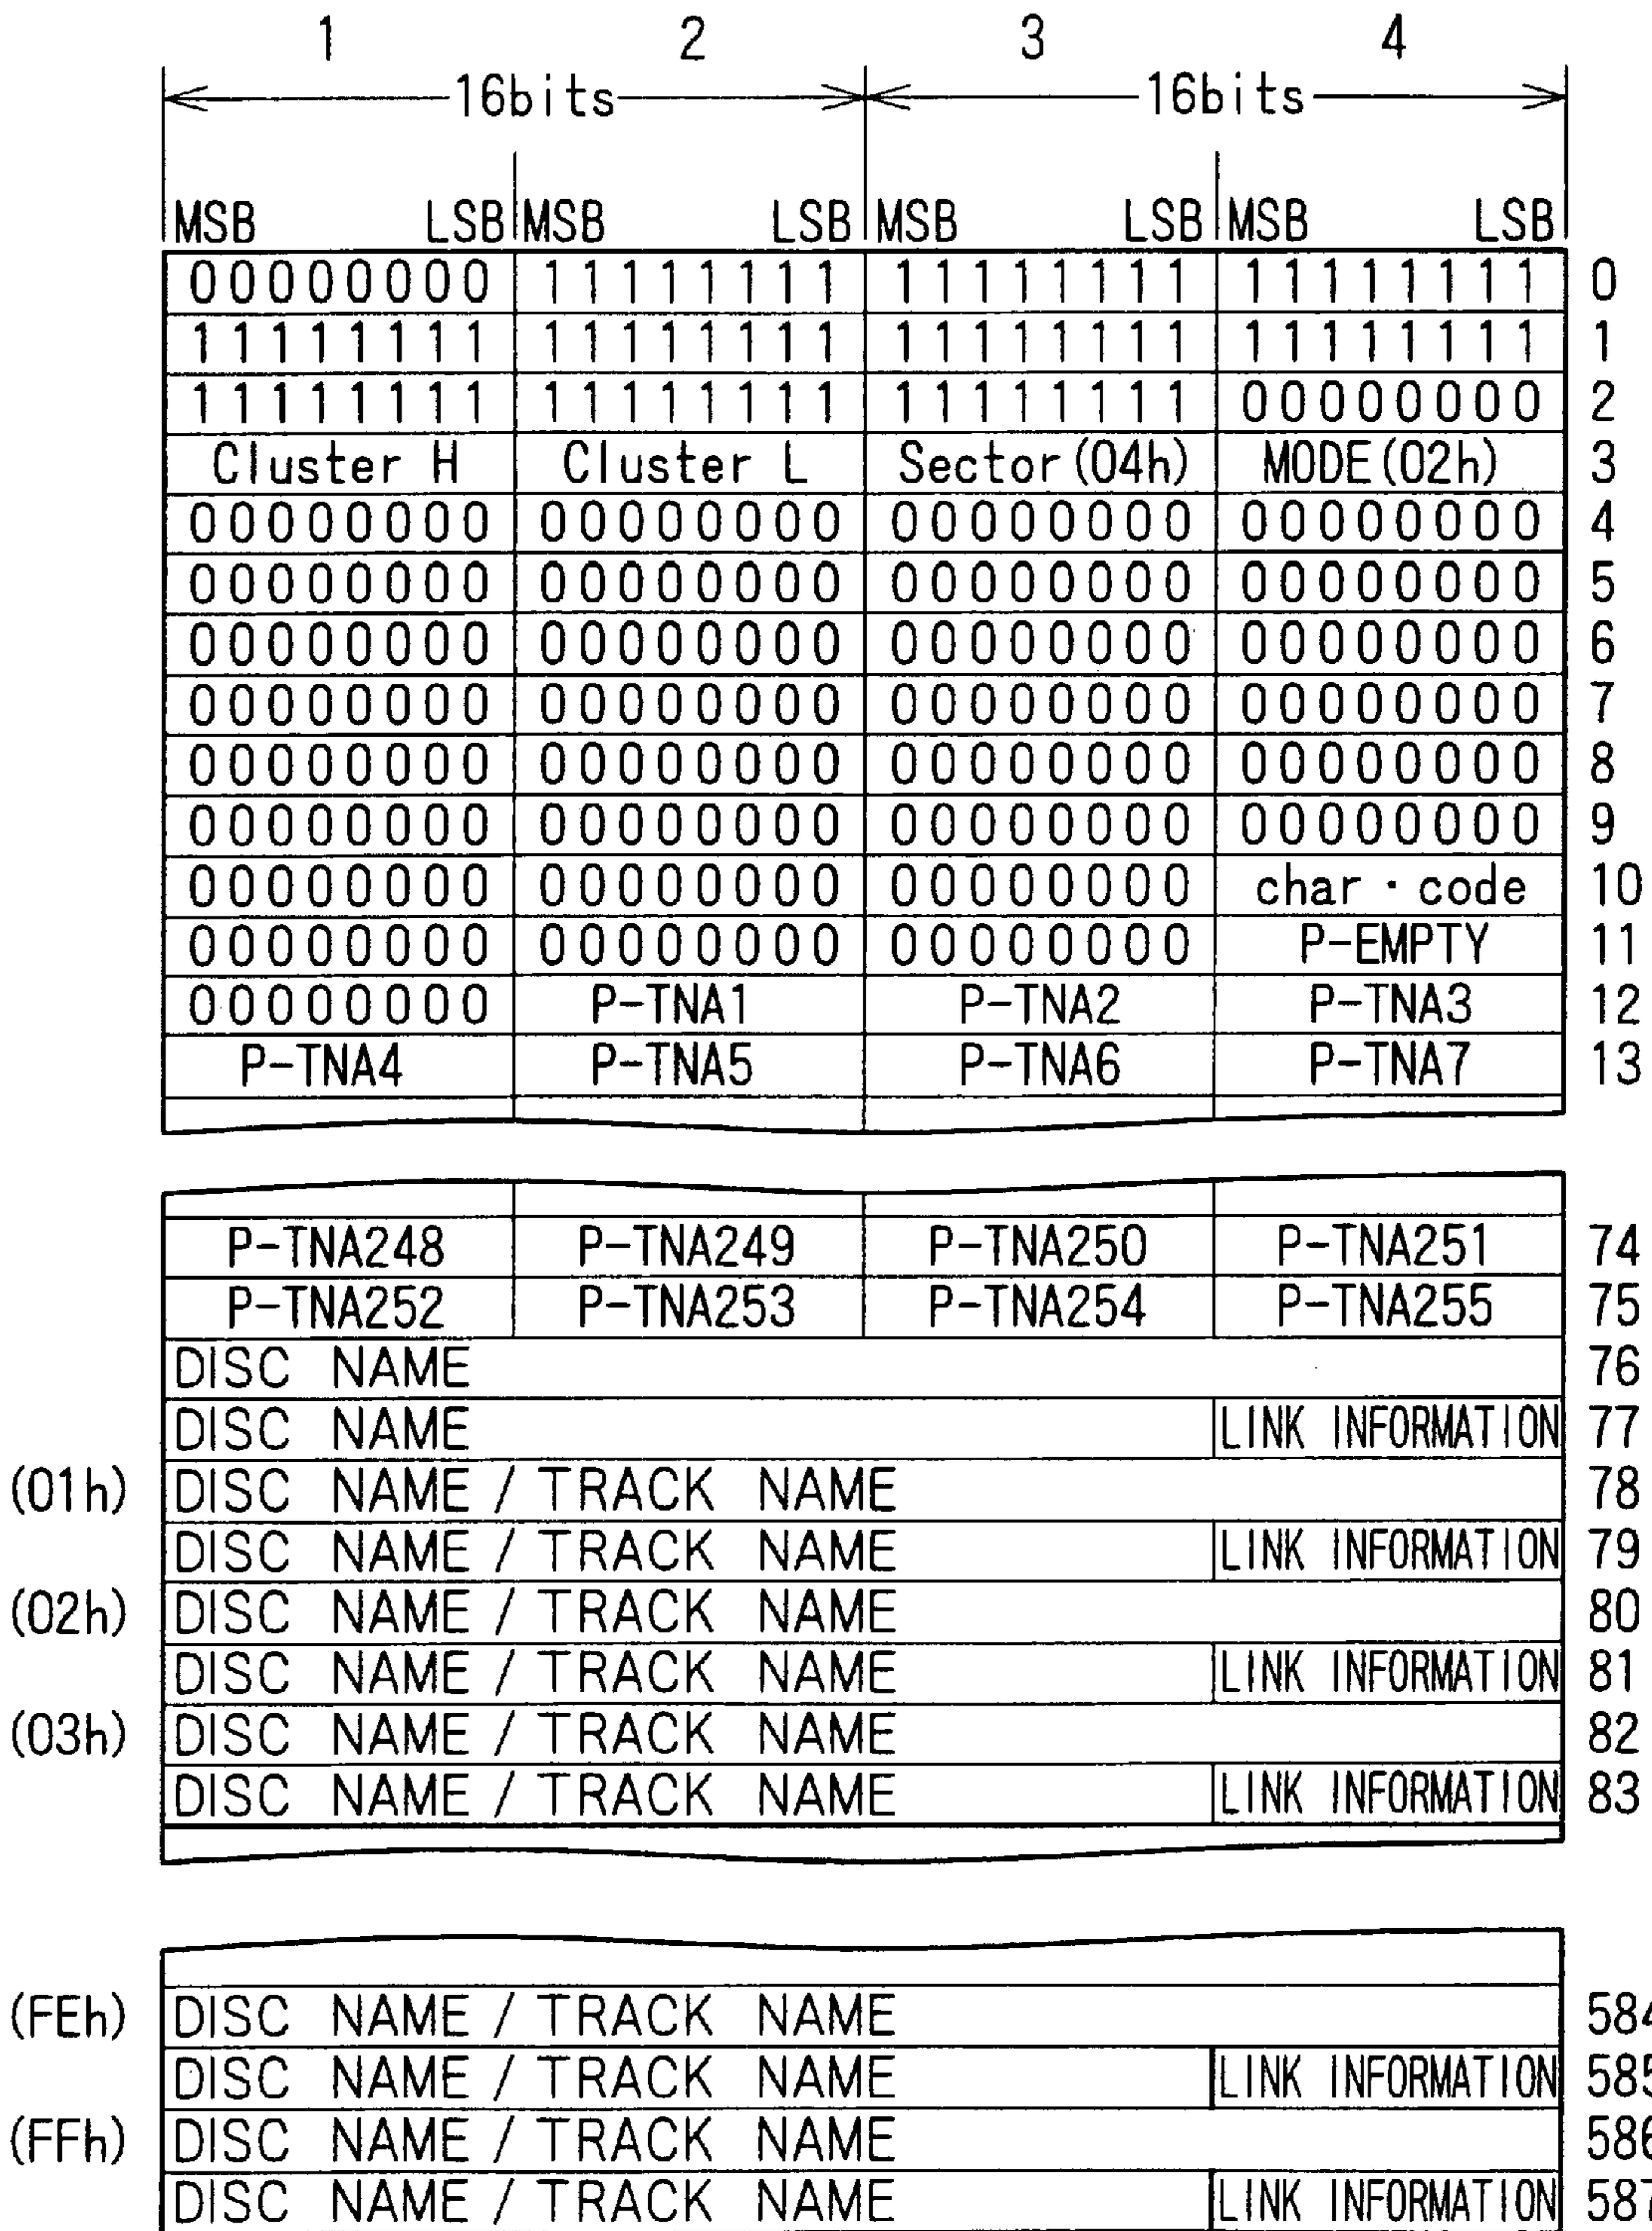 1 2 3 4
16bits 16bits
MSB LSB MSB LSB MSB LSB MSB LSB
00000000 11111111 11111111 11111111 0
11111111 11111111 11111111 11111111 1
11111111 11111111 11111111 00000000 2
Cluster H Cluster L Sector(04h) MODE(02h) 3
00000000 00000000 00000000 00000000 4
00000000 00000000 00000000 00000000 5
00000000 00000000 00000000 00000000 6
00000000 00000000 00000000 00000000 7
00000000 00000000 00000000 00000000 8
00000000 00000000 00000000 00000000 9
00000000 00000000 00000000 char・code 10
00000000 00000000 00000000 P-EMPTY 11
00000000 P-TNA1 P-TNA2 P-TNA3 12
P-TNA4 P-TNA5 P-TNA6 P-TNA7 13
P-TNA248 P-TNA249 P-TNA250 P-TNA251 74
P-TNA252 P-TNA253 P-TNA254 P-TNA255 75
DISC NAME 76
DISC NAME LINK INFORMATION 77
(01h) DISC NAME / TRACK NAME 78
DISC NAME / TRACK NAME LINK INFORMATION 79
(02h) DISC NAME / TRACK NAME 80
DISC NAME / TRACK NAME LINK INFORMATION 81
(03h) DISC NAME / TRACK NAME 82
DISC NAME / TRACK NAME LINK INFORMATION 83
(FEh) DISC NAME / TRACK NAME 584
DISC NAME / TRACK NAME LINK INFORMATION 585
(FFh) DISC NAME / TRACK NAME 586
DISC NAME / TRACK NAME LINK INFORMATION 587